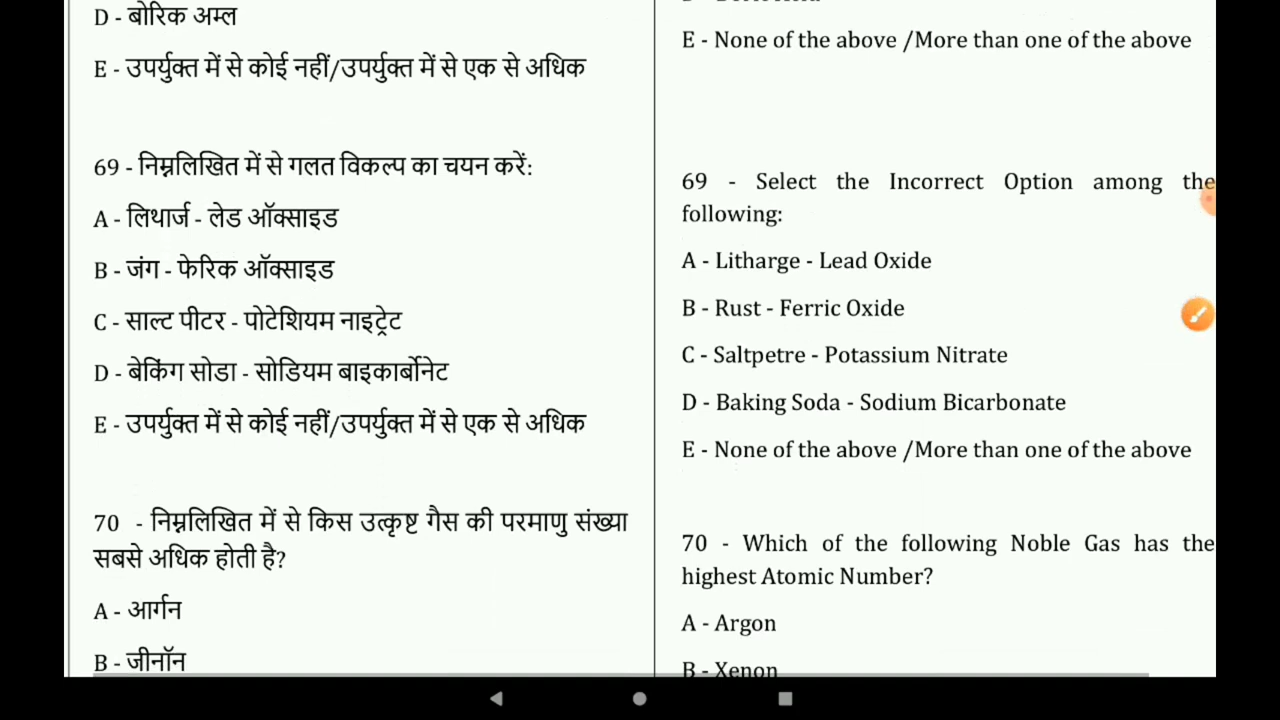 D - बोरिक अम्ल
E - उपर्युक्त में से कोई नहीं/उपर्युक्त में से एक से अधिक
69 - निम्नलिखित में से गलत विकल्प का चयन करें:
A - लिथार्ज - लेड ऑक्साइड
B - जंग - फेरिक ऑक्साइड
C - साल्ट पीटर - पोटेशियम नाइट्रेट
D - बेकिंग सोडा - सोडियम बाइकार्बोनेट
E - उपर्युक्त में से कोई नहीं/उपर्युक्त में से एक से अधिक
70 - निम्नलिखित में से किस उत्कृष्ट गैस की परमाणु संख्या
सबसे अधिक होती है?
A - आर्गन
B - जीनॉन
E - None of the above /More than one of the above
69 - Select the Incorrect Option among the
following:
A - Litharge - Lead Oxide
B - Rust - Ferric Oxide
C - Saltpetre - Potassium Nitrate
D - Baking Soda - Sodium Bicarbonate
E - None of the above /More than one of the above
70 - Which of the following Noble Gas has the
highest Atomic Number?
A - Argon
B - Xenon